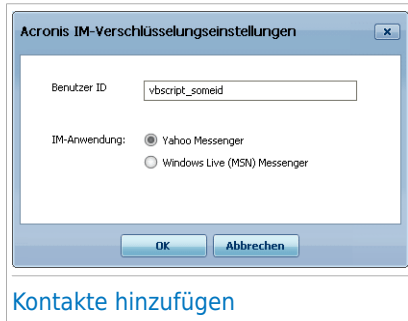 Acronis IM-Verschlüsselungseinstellungen
Benutzer ID vbscript_someid
IM-Anwendung: Yahoo Messenger
Windows Live (MSN) Messenger
OK Abbrechen
Kontakte hinzufügen